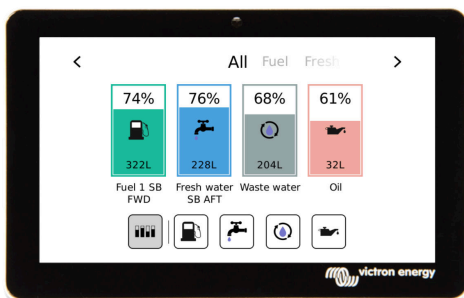 < All Fuel Fresh >
74% 76% 68% 61%
322L 228L 204L 32L
Fuel 1 SB Fresh water Waste water Oil
FWD SB AFT
victron energy